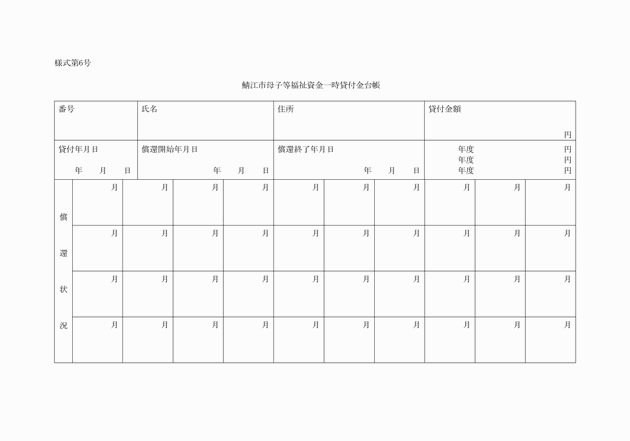 様式第6号
鯖江市母子等福祉資金一時貸付金台帳
番号 氏名 住所 貸付金額
円
貸付年月日 償還開始年月日 償還終了年月日 年度 円
年度 円
年 月 日 年 月 日 年 月 日 年度 円
償還状況
月 月 月 月 月 月 月 月 月 月
月 月 月 月 月 月 月 月 月 月
月 月 月 月 月 月 月 月 月 月
月 月 月 月 月 月 月 月 月 月